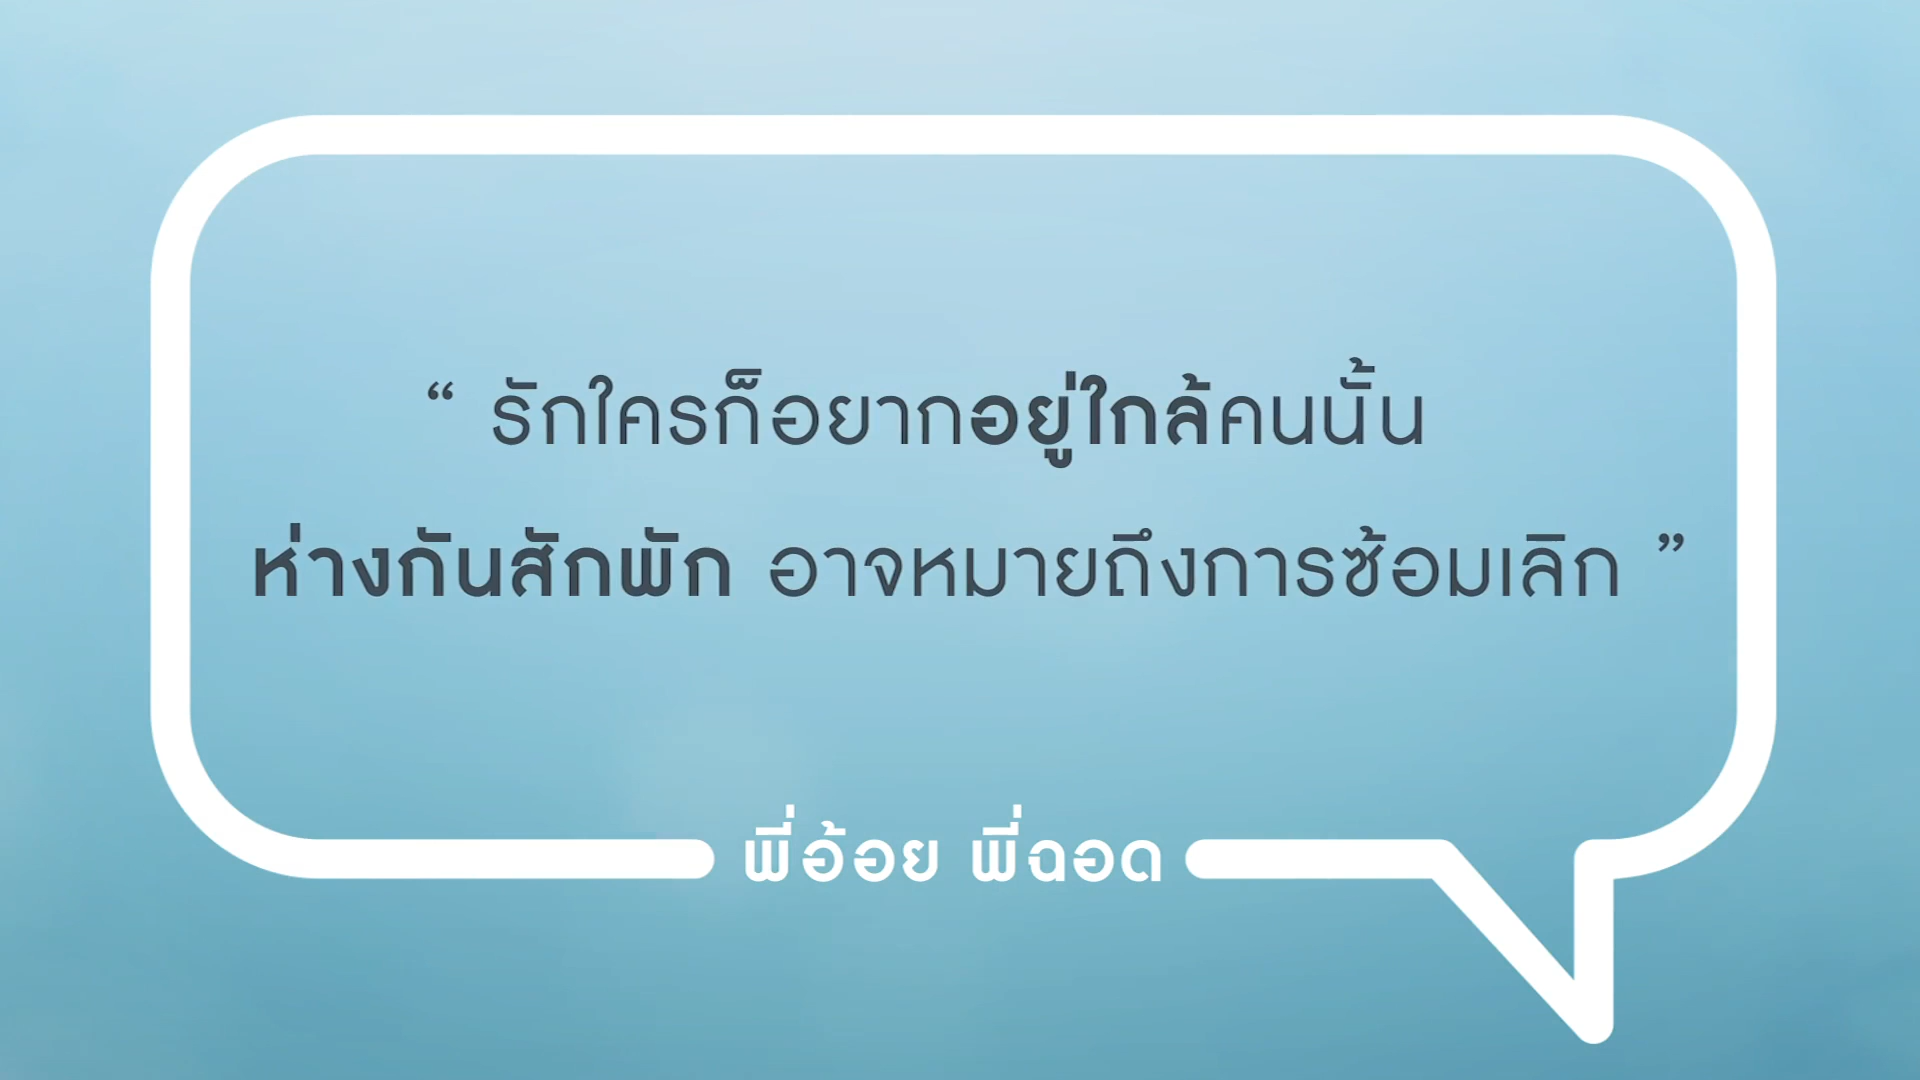 “ รักใครก็อยากอยู่ใกล้คนนั้น
ห่างกันสักพัก อาจหมายถึงการซ้อมเลิก ”
พี่อ้อย พี่ฉอด